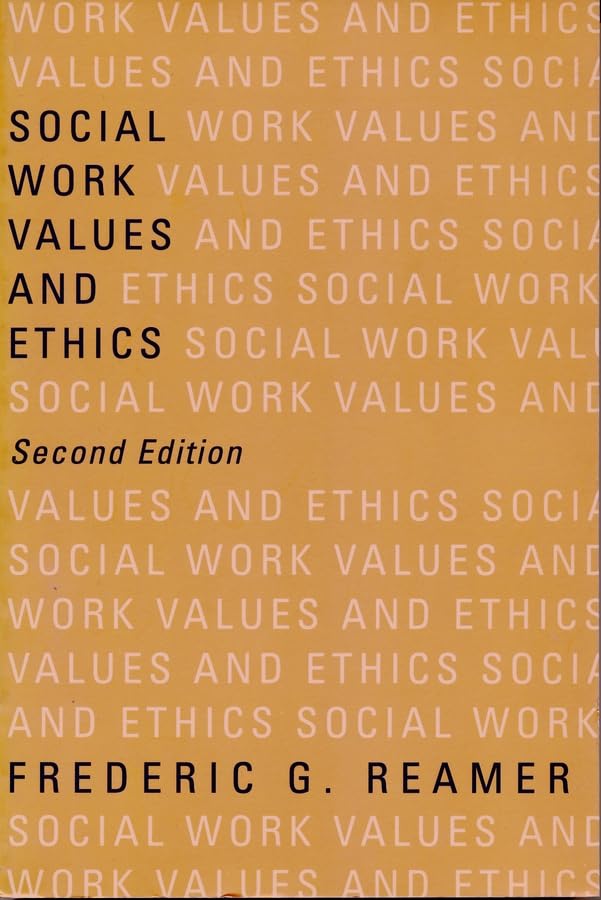 WORK VALUES AND ETHICS
VALUES AND ETHICS SOCIA
SOCIAL WORK VALUES AND
WORK VALUES AND ETHICS
VALUES AND ETHICS SOCIA
AND ETHICS SOCIAL WORK
ETHICS SOCIAL WORK VALU
SOCIAL WORK VALUES AND
Second Edition
VALUES AND ETHICS SOCIA
SOCIAL WORK VALUES AND
WORK VALUES AND ETHICS
VALUES AND ETHICS SOCIA
AND ETHICS SOCIAL WORK
FREDERIC G. REAMER
SOCIAL WORK VALUES AND
WORK VALUES AND ETHICS